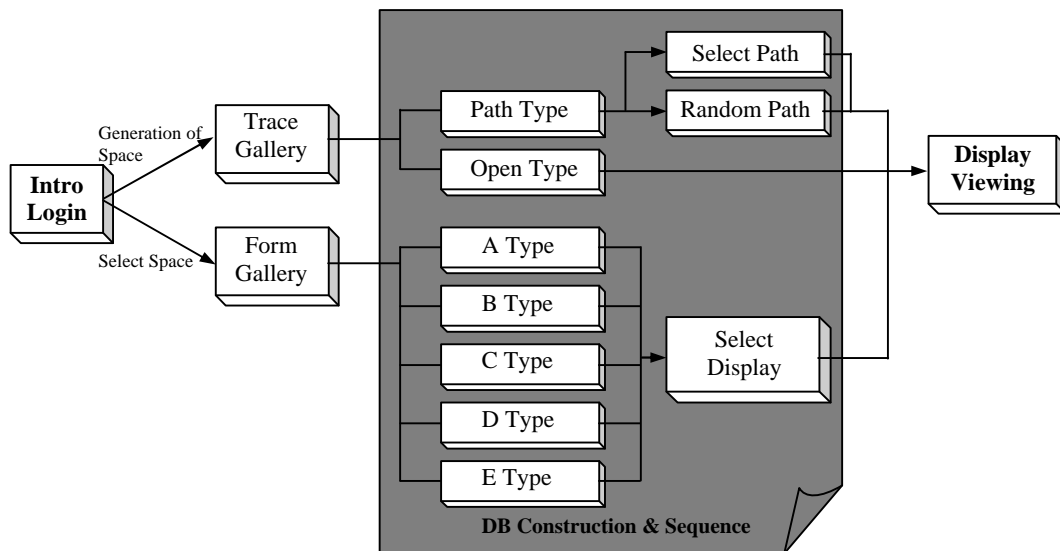 Intro
Login
Generation of
Space
Select Space
Trace
Gallery
Form
Gallery
Path Type
Open Type
Select Path
Random Path
A Type
B Type
C Type
D Type
E Type
Select
Display
Display
Viewing
DB Construction & Sequence